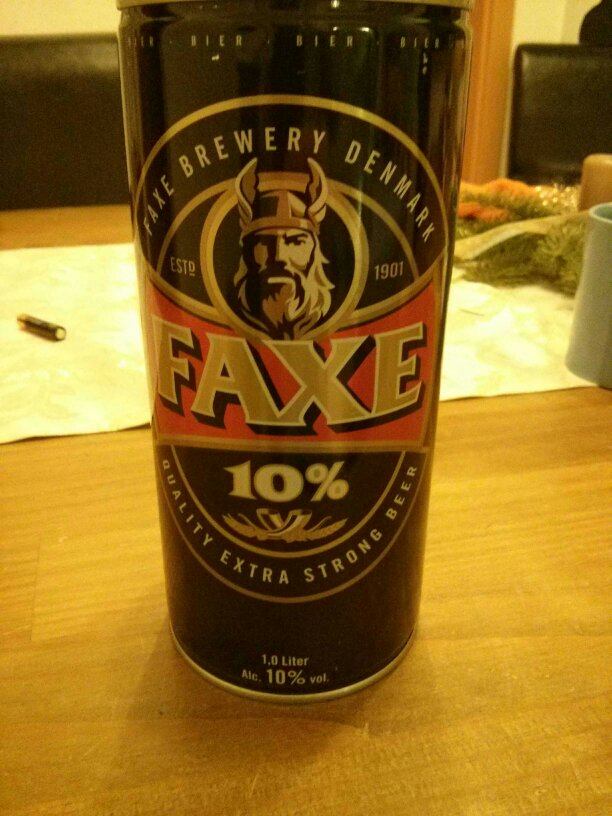 BIER · BIER · BIER · BIER
FAXE BREWERY DENMARK
ESTD 1901
FAXE
10%
QUALITY EXTRA STRONG BEER
1,0 Liter
Alc. 10% vol.